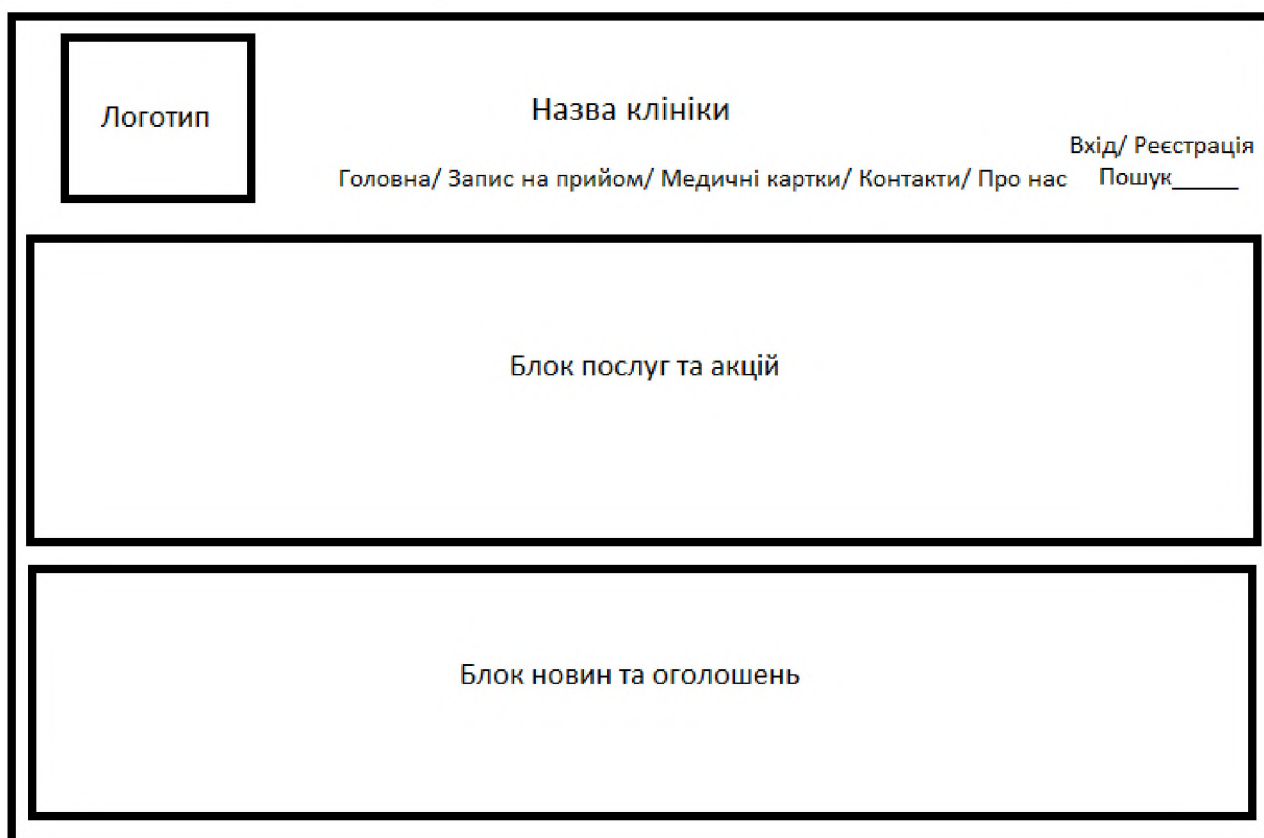 Логотип
Назва клініки
Вхід/ Реєстрація
Головна/ Запис на прийом/ Медичні картки/ Контакти/ Про нас
Пошук_____
Блок послуг та акцій
Блок новин та оголошень